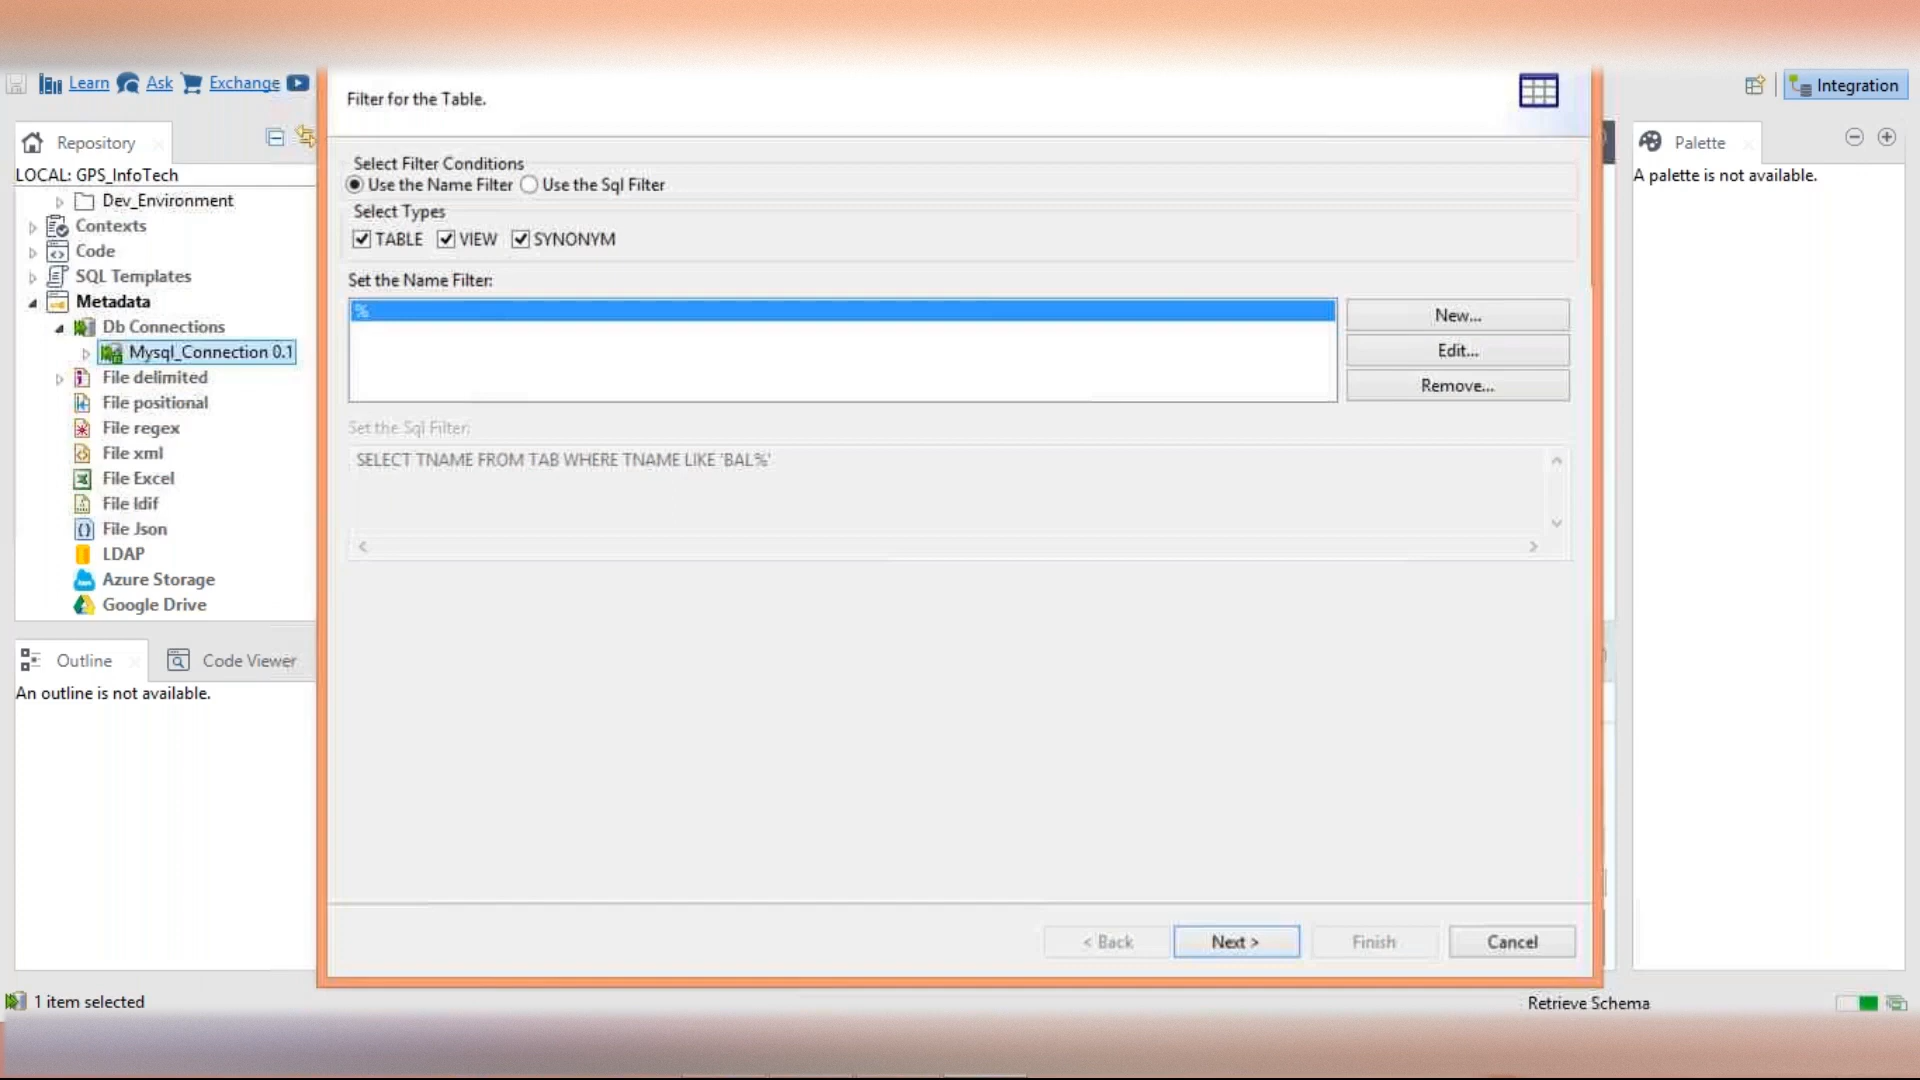 Learn Ask Exchange
Filter for the Table.
Integration
Repository
Palette
LOCAL: GPS_InfoTech
A palette is not available.
Dev_Environment
Contexts
Code
SQL Templates
Metadata
Db Connections
Mysql_Connection 0.1
File delimited
File positional
File regex
File xml
File Excel
File ldif
File Json
LDAP
Azure Storage
Google Drive
Select Filter Conditions
Use the Name Filter Use the Sql Filter
Select Types
TABLE VIEW SYNONYM
Set the Name Filter:
%
New...
Edit...
Remove...
Set the Sql Filter:
SELECT TNAME FROM TAB WHERE TNAME LIKE 'BAL%'
Outline Code Viewer
An outline is not available.
< Back Next > Finish Cancel
1 item selected
Retrieve Schema